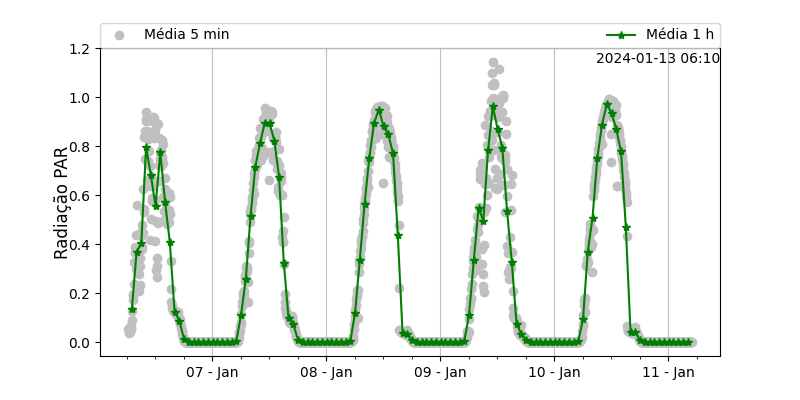 Média 5 min
Média 1 h
2024-01-13 06:10
Radiação PAR
1.2
1.0
0.8
0.6
0.4
0.2
0.0
07 - Jan
08 - Jan
09 - Jan
10 - Jan
11 - Jan